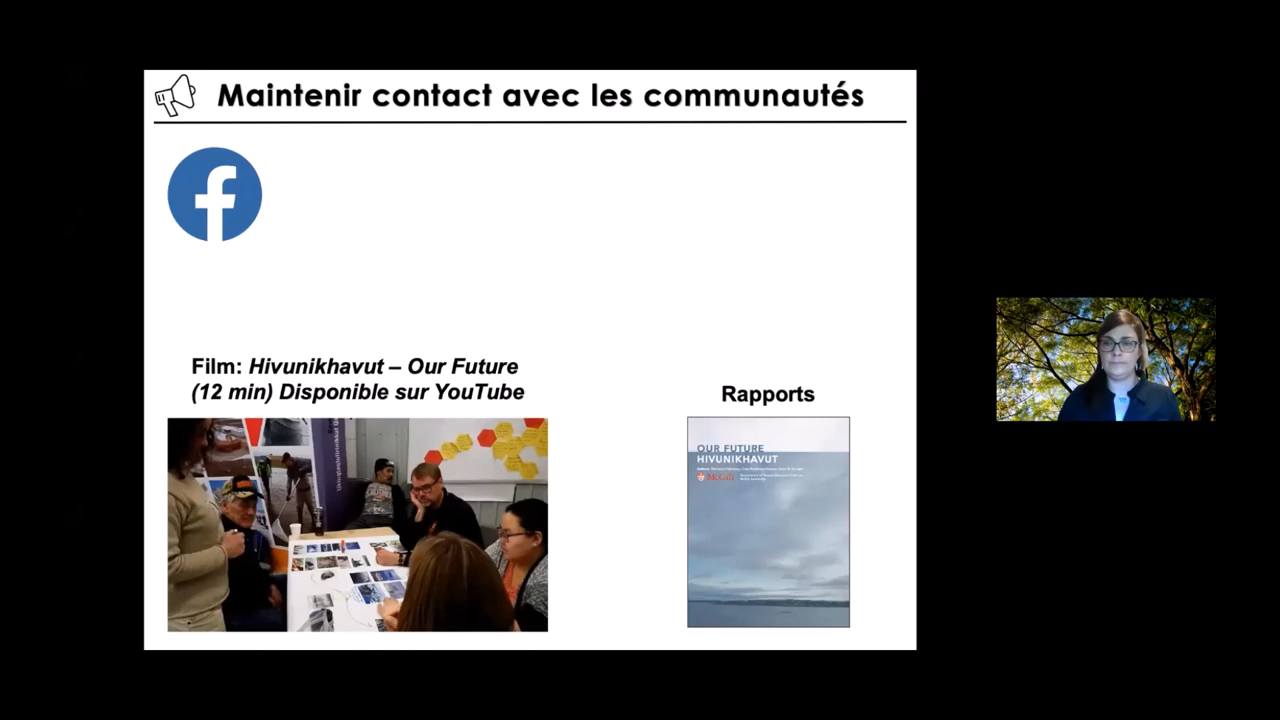 Maintenir contact avec les communautés
Film: Hivunikhavut – Our Future
(12 min) Disponible sur YouTube
Rapports
OUR FUTURE
HIVUNIKHAVUT
McGill